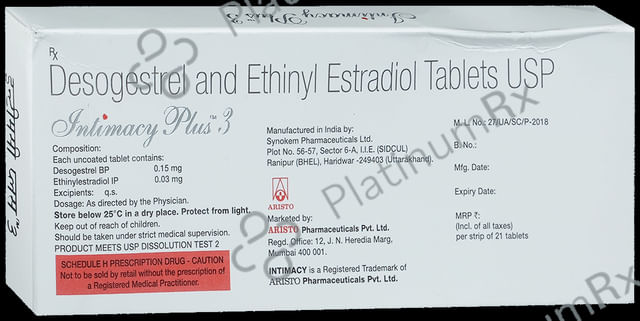 Intimacy Plus™ 3
Rx
Desogestrel and Ethinyl Estradiol Tablets USP
Intimacy Plus™ 3
Composition:
Each uncoated tablet contains:
Desogestrel BP 0.15 mg
Ethinylestradiol IP 0.03 mg
Excipients: q.s.
Dosage: As directed by the Physician.
Store below 25°C in a dry place. Protect from light.
Keep out of reach of children.
Should be taken under strict medical supervision.
PRODUCT MEETS USP DISSOLUTION TEST 2
SCHEDULE H PRESCRIPTION DRUG - CAUTION
Not to be sold by retail without the prescription of
a Registered Medical Practitioner.
Manufactured in India by:
Synokem Pharmaceuticals Ltd.
Plot No. 56-57, Sector 6-A, I.I.E. (SIDCUL)
Ranipur (BHEL), Haridwar -249403 (Uttarakhand).
ARISTO
Marketed by:
ARISTO Pharmaceuticals Pvt. Ltd.
Regd. Office: 12, J. N. Heredia Marg,
Mumbai 400 001.
INTIMACY is a Registered Trademark of
ARISTO Pharmaceuticals Pvt. Ltd.
M. L. No.: 27/UA/SC/P-2018
B. No.:
Mfg. Date:
Expiry Date:
MRP ₹:
(Incl. of all taxes)
per strip of 21 tablets
PlatinumRx
PlatinumRx